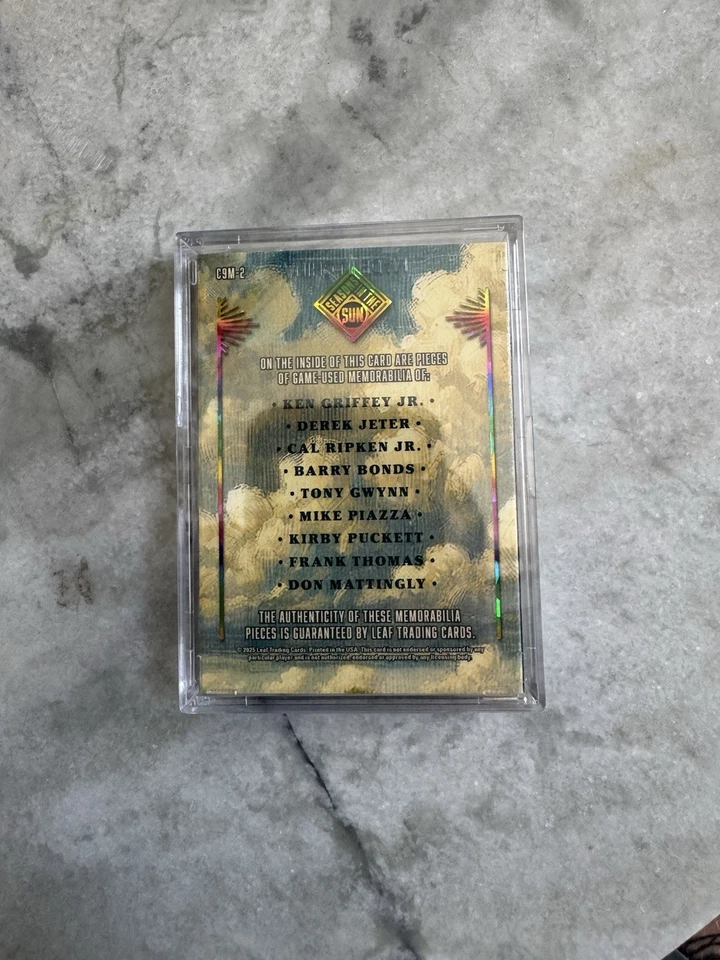 C9M-2
SEASONS IN THE
SUN
ON THE INSIDE OF THIS CARD ARE PIECES
OF GAME-USED MEMORABILIA OF:
• KEN GRIFFEY JR. •
• DEREK JETER •
• CAL RIPKEN JR. •
• BARRY BONDS •
• TONY GWYNN •
• MIKE PIAZZA •
• KIRBY PUCKETT •
• FRANK THOMAS •
• DON MATTINGLY •
THE AUTHENTICITY OF THESE MEMORABILIA
PIECES IS GUARANTEED BY LEAF TRADING CARDS.
© 2025 Leaf Trading Cards. Printed in the USA. This card is not endorsed or sponsored by any
particular player and is not authorized, endorsed or approved by any licensing body.